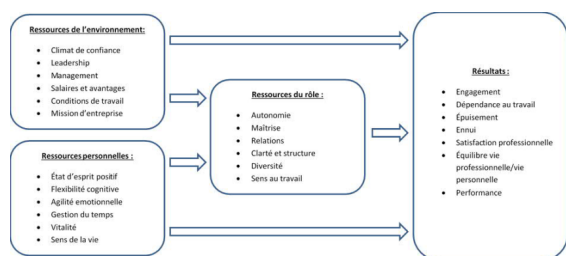 Ressources de l'environnement:
Climat de confiance
Leadership
Management
Salaires et avantages
Conditions de travail
Mission d'entreprise
Ressources personnelles :
État d'esprit positif
Flexibilité cognitive
Agilité emotionnelle
Gestion du temps
Vitalité
Sens de la vie
Ressources du rôle :
Autonomie
Maîtrise
Relations
Clarté et structure
Diversité
Sens au travail
Résultats :
Engagement
Dépendance au travail
Épuisement
Ennui
Satisfaction professionnelle
Équilibre vie
professionnelle/vie
personnelle
Performance